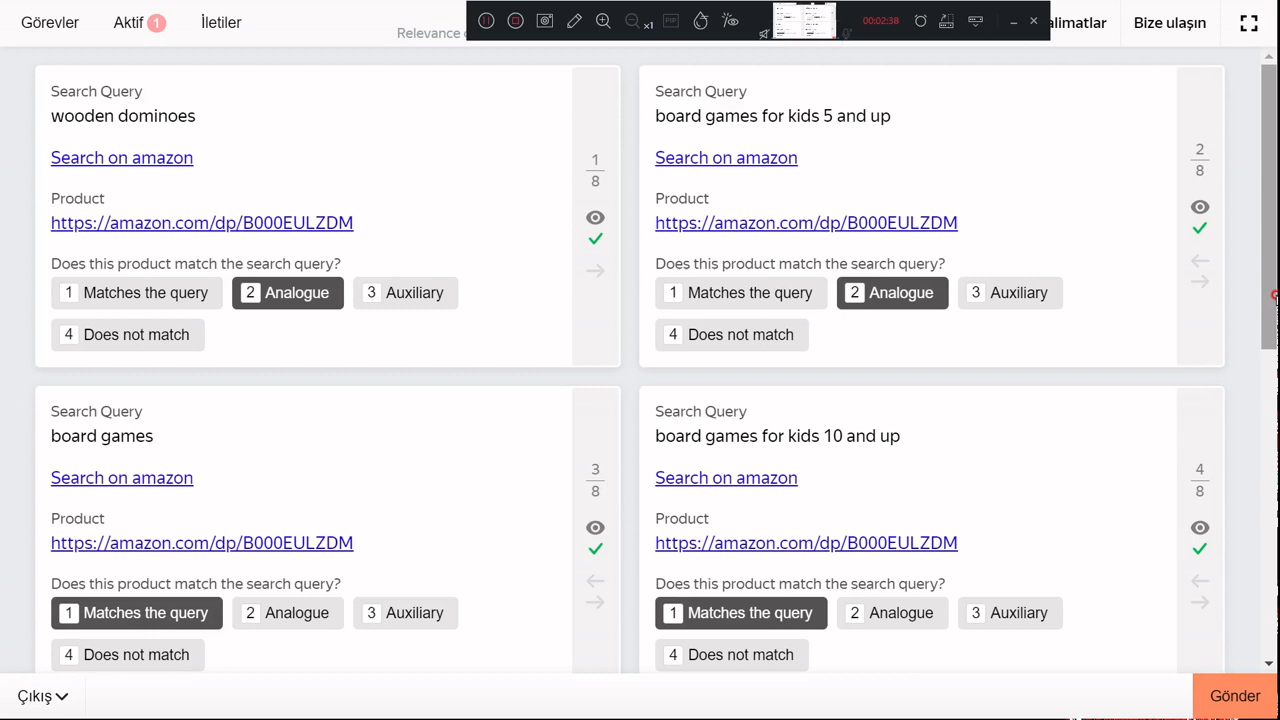 Görevler Aktif 1 İletiler
Relevance
x1
PDF
00:02:38
alimatlar Bize ulaşın
Search Query
wooden dominoes
Search on amazon
Product
https://amazon.com/dp/B000EULZDM
Does this product match the search query?
1 Matches the query 2 Analogue 3 Auxiliary
4 Does not match
1
8
Search Query
board games for kids 5 and up
Search on amazon
Product
https://amazon.com/dp/B000EULZDM
Does this product match the search query?
1 Matches the query 2 Analogue 3 Auxiliary
4 Does not match
2
8
Search Query
board games
Search on amazon
Product
https://amazon.com/dp/B000EULZDM
Does this product match the search query?
1 Matches the query 2 Analogue 3 Auxiliary
4 Does not match
3
8
Search Query
board games for kids 10 and up
Search on amazon
Product
https://amazon.com/dp/B000EULZDM
Does this product match the search query?
1 Matches the query 2 Analogue 3 Auxiliary
4 Does not match
4
8
Çıkış Gönder